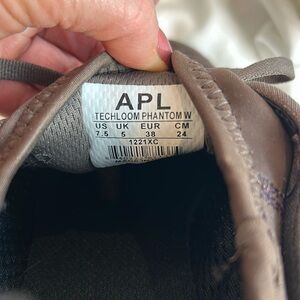 APL
TECHLOOM PHANTOM W
US UK EUR CM
7.5 5 38 24
1221XC